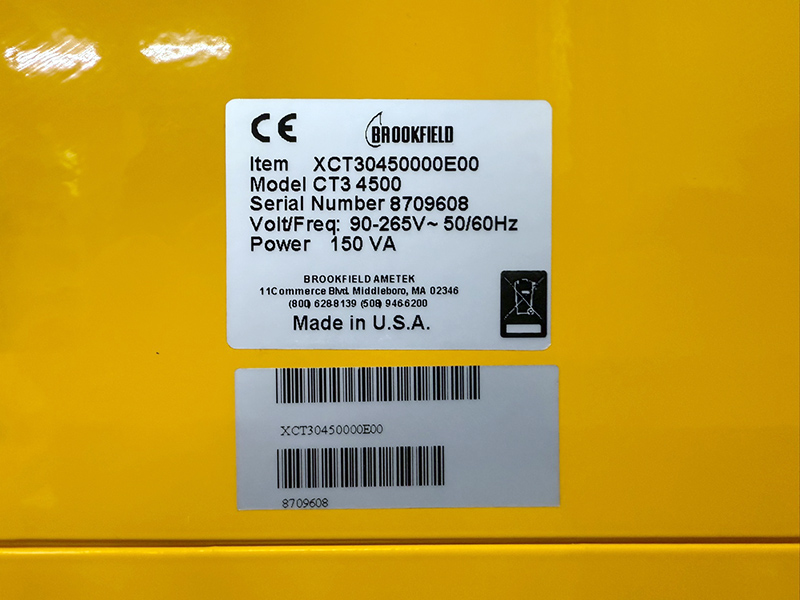 CE BROOKFIELD
Item XCT30450000E00
Model CT3 4500
Serial Number 8709608
Volt/Freq: 90-265V~ 50/60Hz
Power 150 VA
BROOKFIELD AMETEK
11Commerce Blvd. Middleboro, MA 02346
(800) 628-8139 (508) 946-6200
Made in U.S.A.
XCT30450000E00
8709608